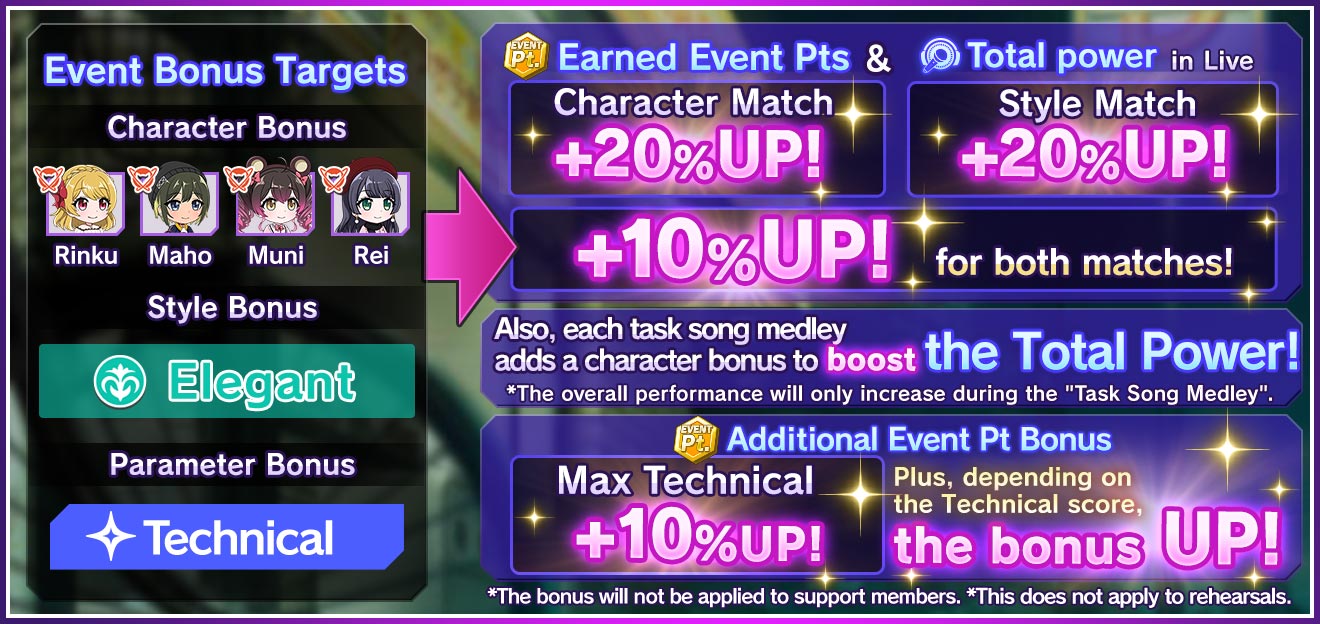 Event Bonus Targets
Character Bonus
Rinku Maho Muni Rei
Style Bonus
Elegant
Parameter Bonus
Technical
EVENT Pt. Earned Event Pts & Total power in Live
Character Match
+20%UP!
Style Match
+20%UP!
+10%UP! for both matches!
Also, each task song medley
adds a character bonus to boost the Total Power!
*The overall performance will only increase during the "Task Song Medley".
EVENT Pt. Additional Event Pt Bonus
Max Technical
+10%UP!
Plus, depending on
the Technical score,
the bonus UP!
*The bonus will not be applied to support members. *This does not apply to rehearsals.